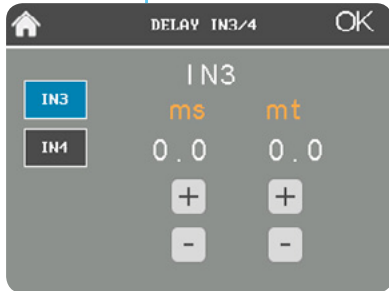 DELAY IN3/4 OK
IN3
IN3
ms mt
IN4
0.0 0.0
+ +
- -